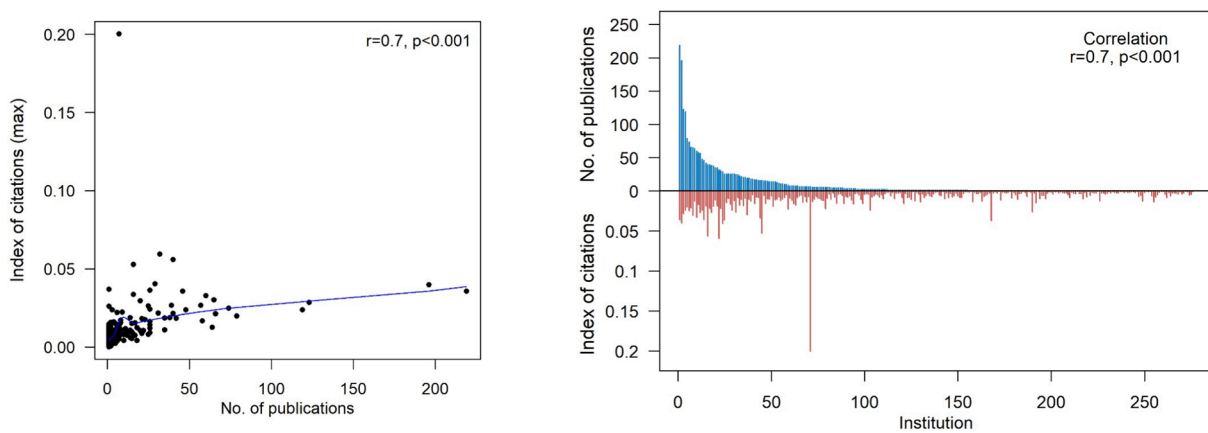 r=0.7, p<0.001
Index of citations (max)
0.20
0.15
0.10
0.05
0.00
0 50 100 150 200
No. of publications
Correlation
r=0.7, p<0.001
No. of publications
250
200
150
100
50
0
Index of citations
0.05
0.1
0.15
0.2
0 50 100 150 200 250
Institution